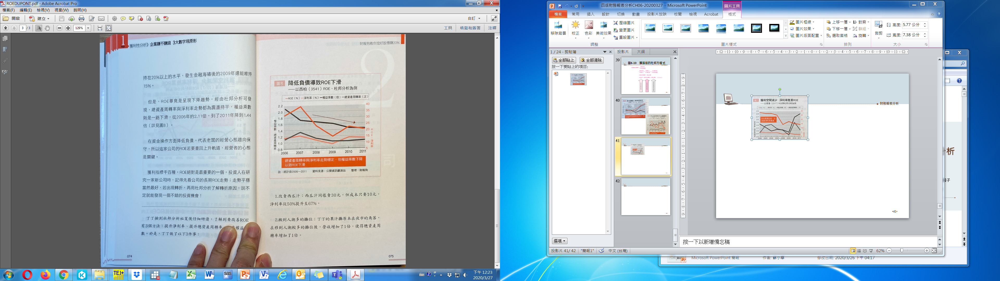 ROEDUPONT.pdf - Adobe Acrobat Pro
檔案(F) 編輯(E) 檢視(V) 視窗(W) 說明(H)
開啟 建立 自訂
3 / 3 129% 工具 填寫和簽署 注釋
1
Part
獲利性分析》企業賺不賺錢 3大數字現原形
持在20%以上的水平，發生金融海嘯後的2009年還能維持
15%。
但是，ROE畢竟是呈現下降趨勢，經由杜邦分析可發
現，總資產周轉率與淨利率走勢都為震盪持平，權益乘數
則是一路下滑，從2006年的2.11倍，到了2011年降到1.44
倍（詳見圖8）。
在資金操作方面降低負債，代表老闆的經營心態趨向保
守，所以這家公司的ROE若要重回上升軌道，經營者的心態
是關鍵。
獲利指標千百種，ROE絕對是最重要的一個。投資人在研
究一家新公司時，記得先看公司的長期ROE走勢；走勢平穩
當然最好，若出現轉折，再用杜邦分析了解轉折原因，說不
定就能發現一個不錯的投資機會！
丁丁撿到杜邦分析祕笈後仔細研讀，了解到要改善ROE
有3個方法：提升淨利率、提升總資產周轉率 權益
數。於是，丁丁做了以下3件事：
074
財報狗教你挖好股穩賺20%
圖8 降低負債導致ROE下滑
——以西柏（3541）ROE、杜邦分析為例
ROE（%） 淨利率（%） 權益乘數（倍） 總資產周轉率（次）
2.2
2.0
1.8
1.6
1.4
1.2
1.0
0.8
權益乘數、總資產周轉率
40
35
30
25
20
15
10
5
ROE、淨利率
2006 2007 2008 2009 2010 2011
總資產周轉率與淨利率走勢穩定，但權益乘數下降
以致ROE下滑
註：統計自2006～2011 資料來源：公開資訊觀測站 整理：財報狗
1.改賣西瓜汁：西瓜汁同樣賣30元，但成本只要10元，
淨利率從50%提升至67%。
2.搬到人潮多的攤位：丁丁的果汁攤原本在夜市的角落，
在移到人潮較多的攤位後，營收增加了1倍，使得總資產周
轉率增加了1倍。
075
TEJ+ sas 14
下午 12:23
2020/3/27
四版財務報表分析CH06-20200327 - Microsoft PowerPoint
圖片工具
檔案 常用 插入 設計 切換 動畫 投影片放映 校閱 檢視 Acrobat 格式
移除背景 校正 色彩 美術效果
壓縮圖片
變更圖片
重設圖片
調整
圖片樣式
圖片框線
圖片效果
圖片版面配置
上移一層 對齊
下移一層 群組
選取窗格 旋轉
排列
裁剪
高度: 5.77 公分
寬度: 7.38 公分
大小
1 / 24 - 剪貼簿
全部貼上 全部清除
按一下要貼上的項目:
選項
投影片 大綱
39
圖6-10 擴張版的杜邦方程式
40
41
42
獲利空間減少 淨利率拖累ROE
財務報表分析
•41•
按一下以新增備忘稿
投影片 41/ 42 "簡報1" 中文 (台灣) 62%
分析
Microsoft PowerPoint 簡報 作者: 蘇小華 修改日期: 2020/3/26 下午 04:17